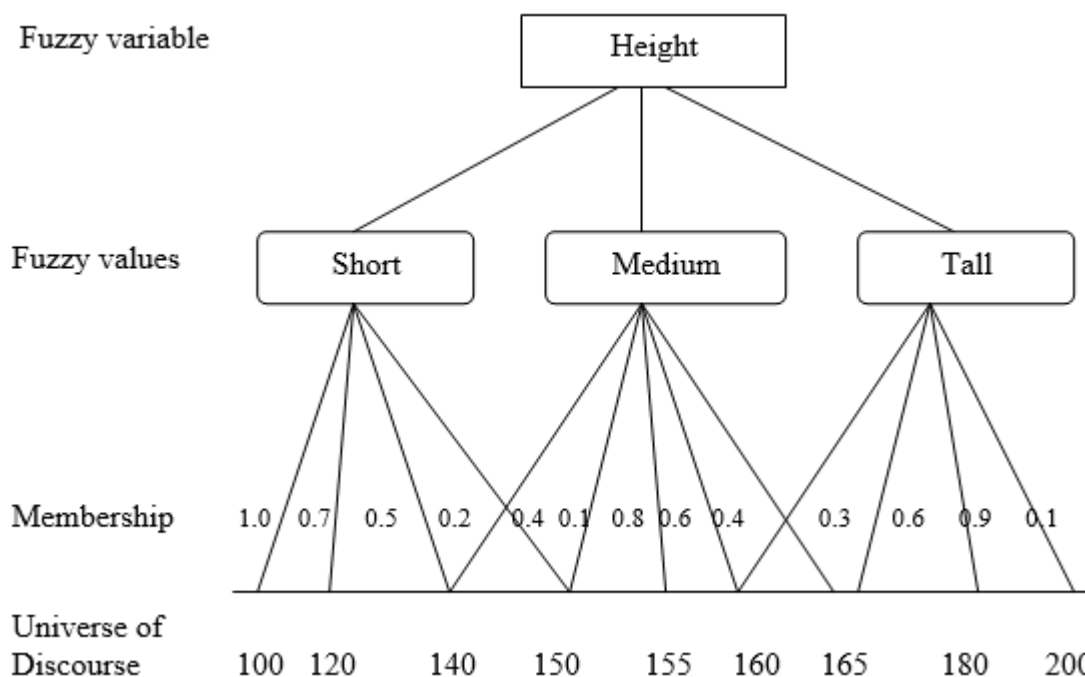 Fuzzy variable
Height
Fuzzy values
Short
Medium
Tall
Membership
1.0 0.7 0.5 0.2 0.4 0.1 0.8 0.6 0.4 0.3 0.6 0.9 0.1
Universe of
Discourse
100 120 140 150 155 160 165 180 200